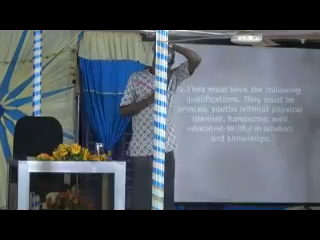 They must have the following
qualifications. They must be
princes, youths without physical
blemish, handsome, well
educated-skillful in wisdom
and knowledge.